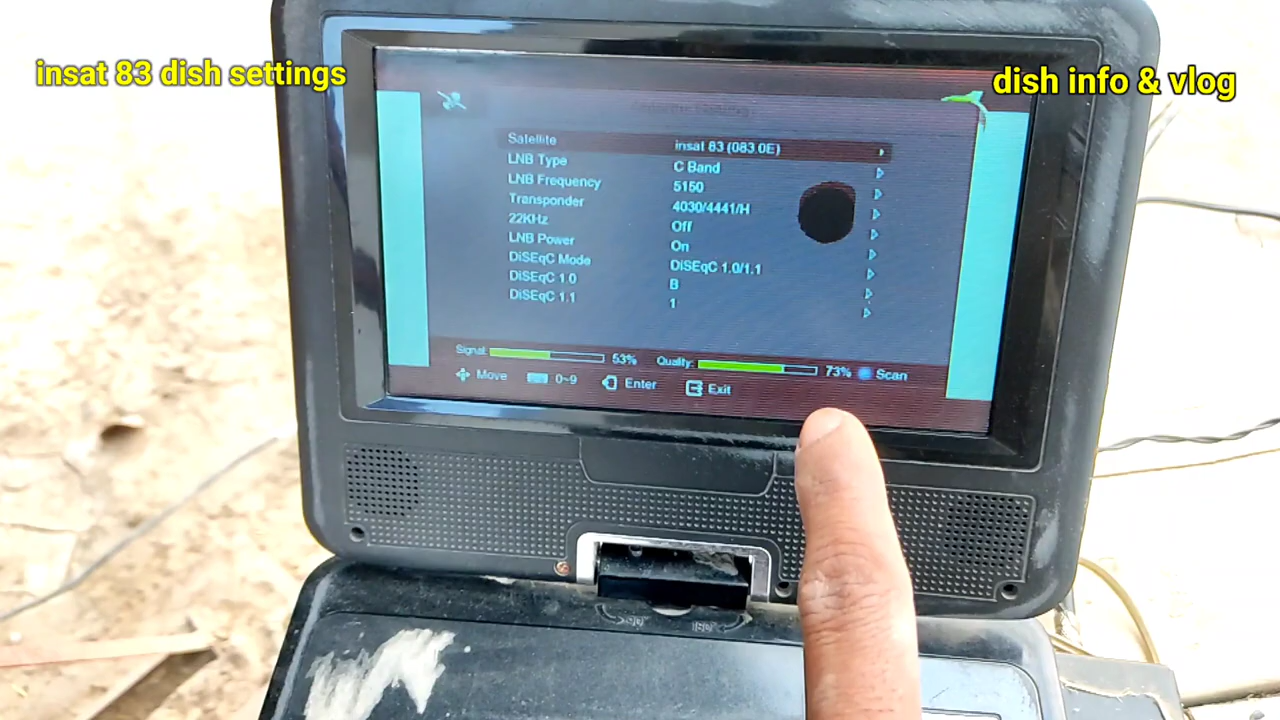 insat 83 dish settings
dish info & vlog
Satellite insat 83 (083.0E)
LNB Type C Band
LNB Frequency 5150
Transponder 4030/4441/H
22KHz Off
LNB Power On
DiSEqC Mode DiSEqC 1.0/1.1
DiSEqC 1.0 B
DiSEqC 1.1 1
Signal: 53% Quality: 73% Scan
Move 0~9 Enter Exit